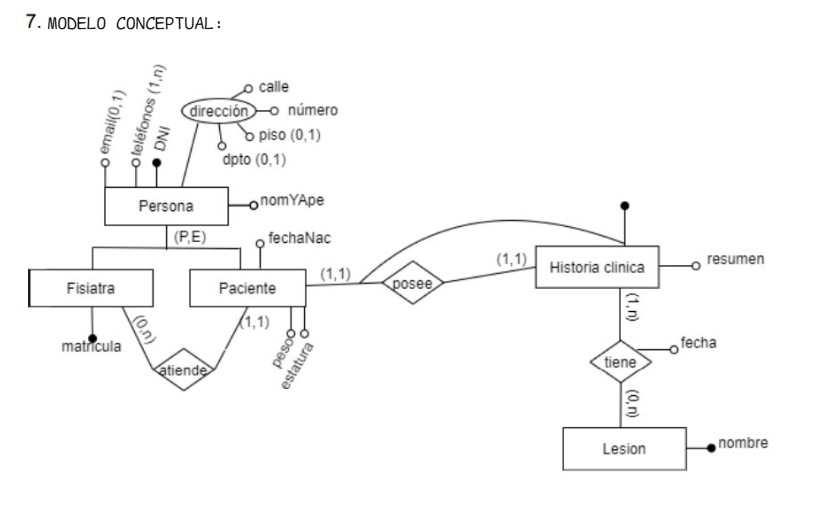 7. MODELO CONCEPTUAL:
email(0,1)
teléfonos (1,n)
DNI
dirección
calle
número
piso (0,1)
dpto (0,1)
Persona
nomYApe
(P,E)
fechaNac
Fisiatra
Paciente
(1,1)
posee
(1,1)
Historia clinica
resumen
matricula
(0,n)
(1,1)
atiende
peso
estatura
(1,n)
fecha
tiene
(0,n)
Lesion
nombre